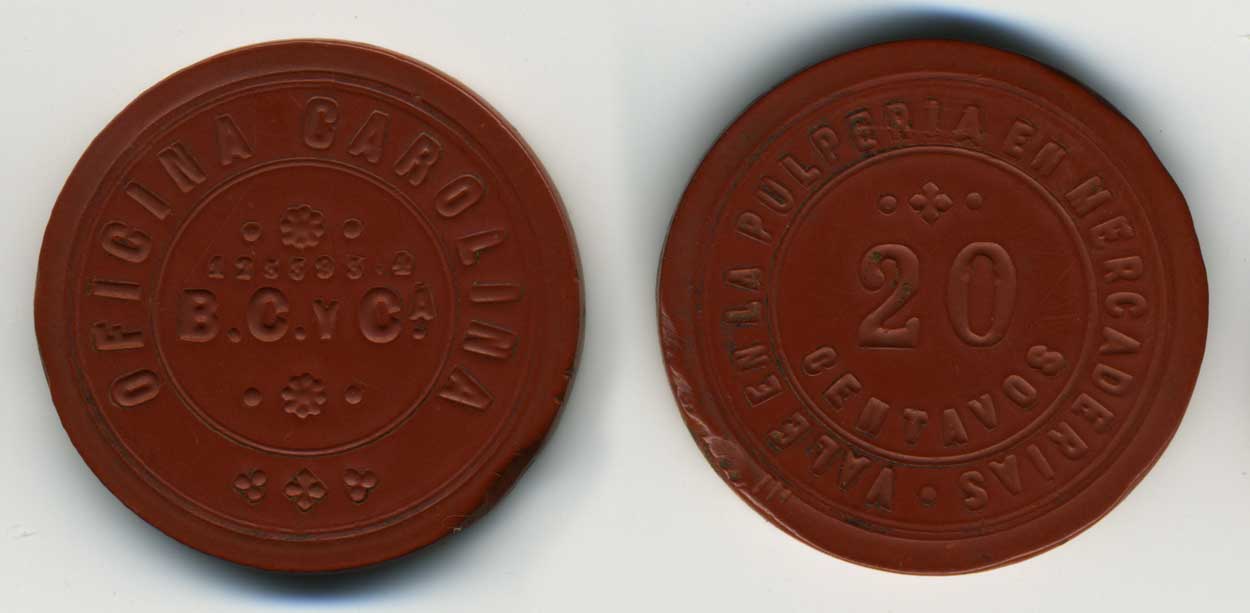 OFICINA CAROLINA
B.C. Y CA.
VALE EN LA PULPERIA EN MERCADERIAS.
20
CENTAVOS